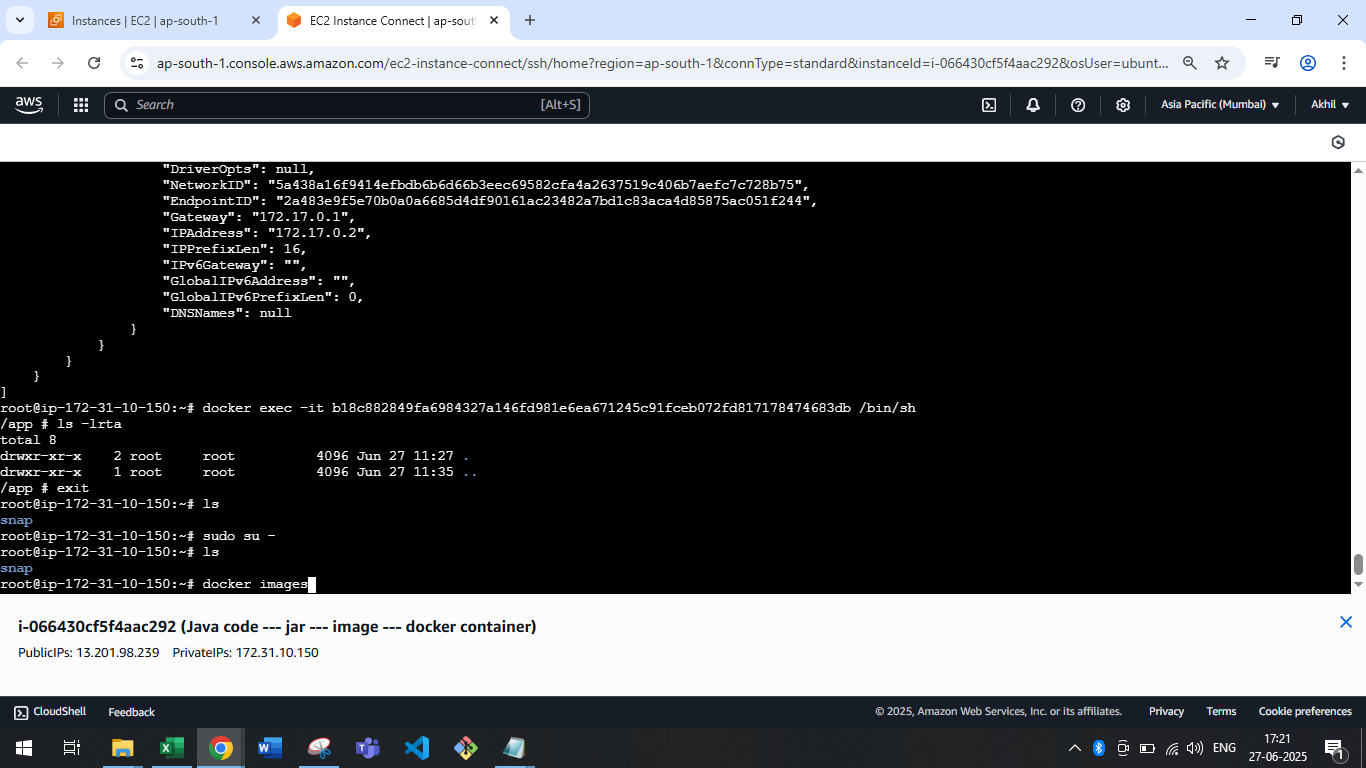 Instances | EC2 | ap-south-1
EC2 Instance Connect | ap-sout
ap-south-1.console.aws.amazon.com/ec2-instance-connect/ssh/home?region=ap-south-1&connType=standard&instanceId=i-066430cf5f4aac292&osUser=ubunt...
aws
Search
[Alt+S]
Asia Pacific (Mumbai)
Akhil
"DriverOpts": null,
"NetworkID": "5a438a16f9414efbdb6b6d66b3eec69582cfa4a2637519c406b7aefc7c728b75",
"EndpointID": "2a483e9f5e70b0a0a6685d4df90161ac23482a7bd1c83aca4d85875ac051f244",
"Gateway": "172.17.0.1",
"IPAddress": "172.17.0.2",
"IPPrefixLen": 16,
"IPv6Gateway": "",
"GlobalIPv6Address": "",
"GlobalIPv6PrefixLen": 0,
"DNSNames": null
}
}
}
}
]
root@ip-172-31-10-150:~# docker exec -it b18c882849fa6984327a146fd981e6ea671245c91fceb072fd817178474683db /bin/sh
/app # ls -lrta
total 8
drwxr-xr-x    2 root     root          4096 Jun 27 11:27 .
drwxr-xr-x    1 root     root          4096 Jun 27 11:35 ..
/app # exit
root@ip-172-31-10-150:~# ls
snap
root@ip-172-31-10-150:~# sudo su -
root@ip-172-31-10-150:~# ls
snap
root@ip-172-31-10-150:~# docker images
i-066430cf5f4aac292 (Java code --- jar --- image --- docker container)
PublicIPs: 13.201.98.239 PrivateIPs: 172.31.10.150
CloudShell
Feedback
© 2025, Amazon Web Services, Inc. or its affiliates.
Privacy
Terms
Cookie preferences
ENG
17:21
27-06-2025
1